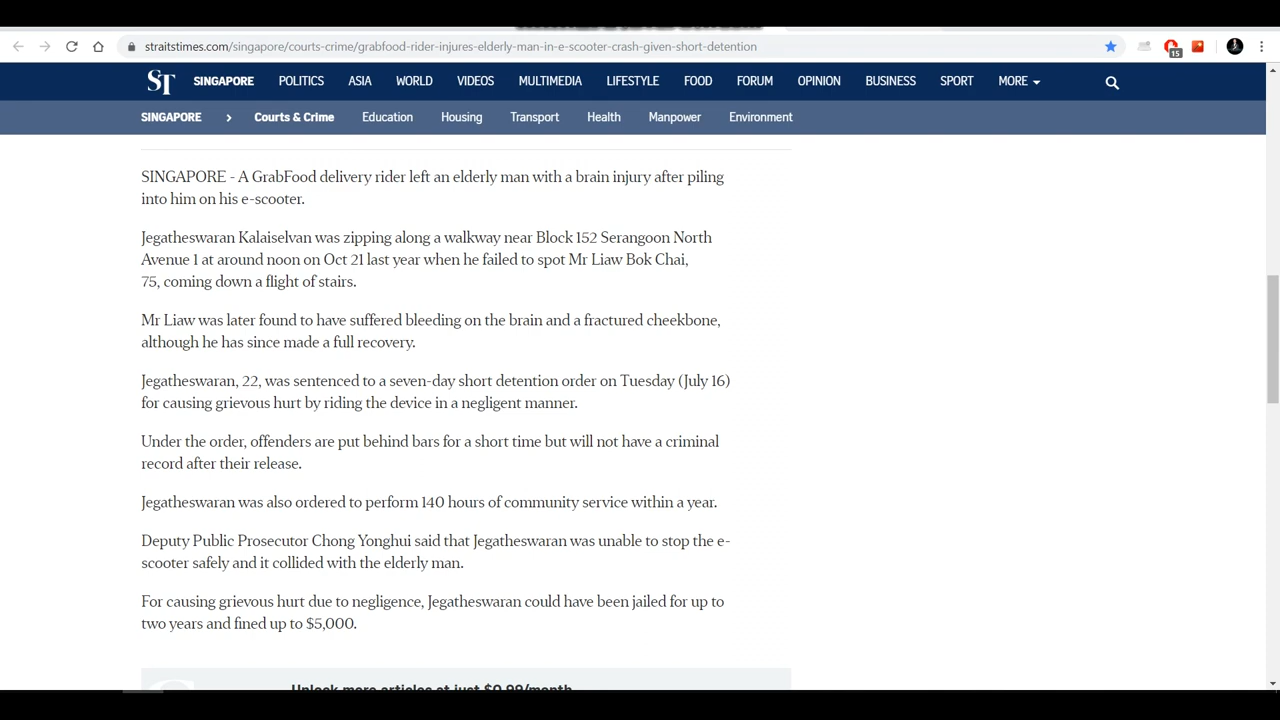 straitstimes.com/singapore/courts-crime/grabfood-rider-injures-elderly-man-in-e-scooter-crash-given-short-detention
15
ST SINGAPORE POLITICS ASIA WORLD VIDEOS MULTIMEDIA LIFESTYLE FOOD FORUM OPINION BUSINESS SPORT MORE
SINGAPORE > Courts & Crime Education Housing Transport Health Manpower Environment
SINGAPORE - A GrabFood delivery rider left an elderly man with a brain injury after piling
into him on his e-scooter.
Jegatheswaran Kalaiselvan was zipping along a walkway near Block 152 Serangoon North
Avenue 1 at around noon on Oct 21 last year when he failed to spot Mr Liaw Bok Chai,
75, coming down a flight of stairs.
Mr Liaw was later found to have suffered bleeding on the brain and a fractured cheekbone,
although he has since made a full recovery.
Jegatheswaran, 22, was sentenced to a seven-day short detention order on Tuesday (July 16)
for causing grievous hurt by riding the device in a negligent manner.
Under the order, offenders are put behind bars for a short time but will not have a criminal
record after their release.
Jegatheswaran was also ordered to perform 140 hours of community service within a year.
Deputy Public Prosecutor Chong Yonghui said that Jegatheswaran was unable to stop the e-
scooter safely and it collided with the elderly man.
For causing grievous hurt due to negligence, Jegatheswaran could have been jailed for up to
two years and fined up to $5,000.
Unlock more articles at just $0.99/month